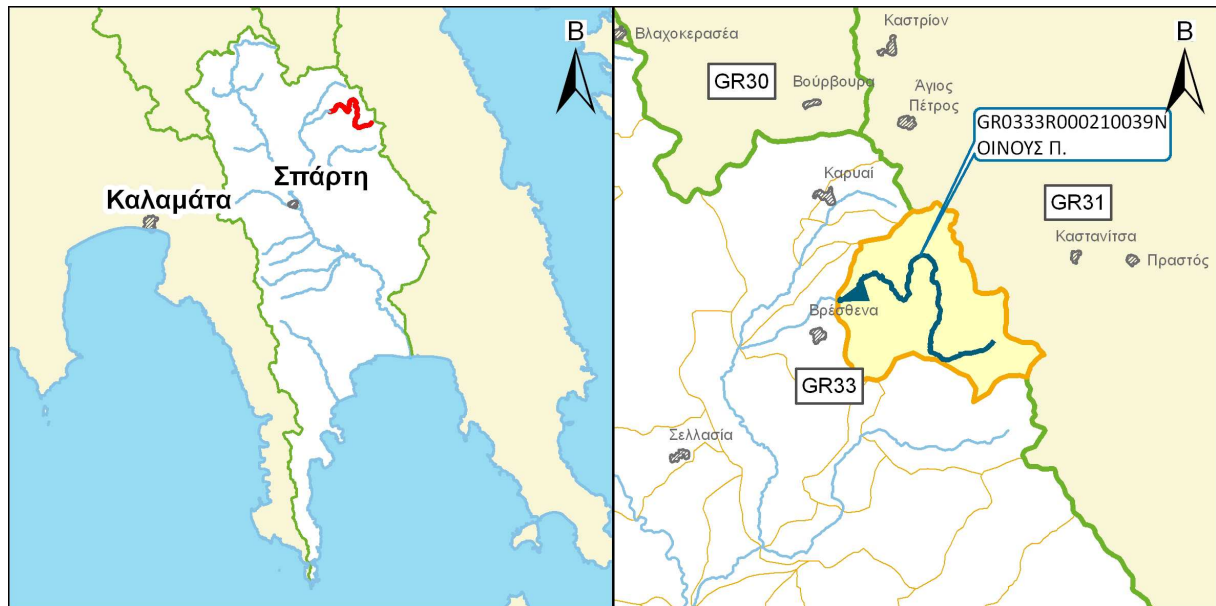 B
Σπάρτη
Καλαμάτα
B
Καστρίον
Βλαχοκερασέα
GR30
Βούρβουρα
Άγιος
Πέτρος
GR0333R000210039N
ΟΙΝΟΥΣ Π.
Καρυαί
GR31
Καστανίτσα
Πραστός
Βρέσθενα
GR33
Σελλασία